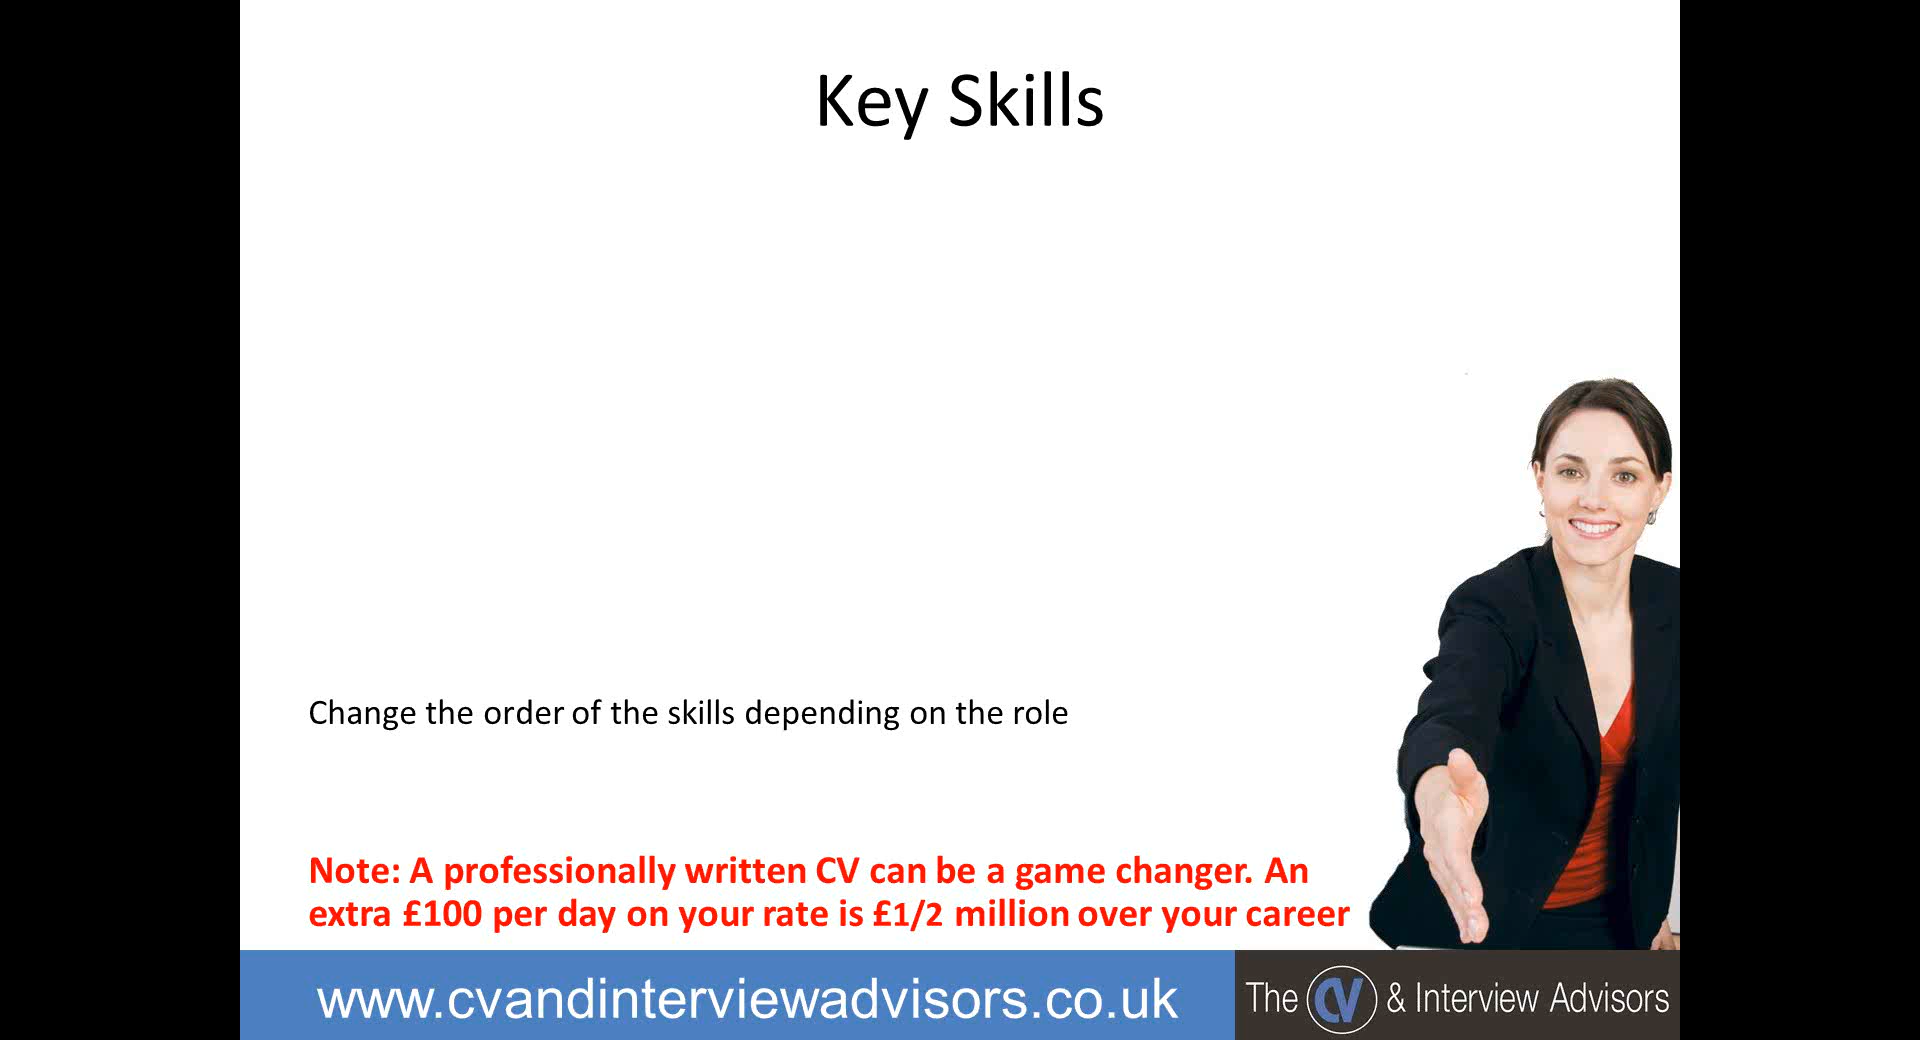 Key Skills
Change the order of the skills depending on the role
Note: A professionally written CV can be a game changer. An
extra £100 per day on your rate is £1/2 million over your career
www.cvandinterviewadvisors.co.uk
The CV & Interview Advisors